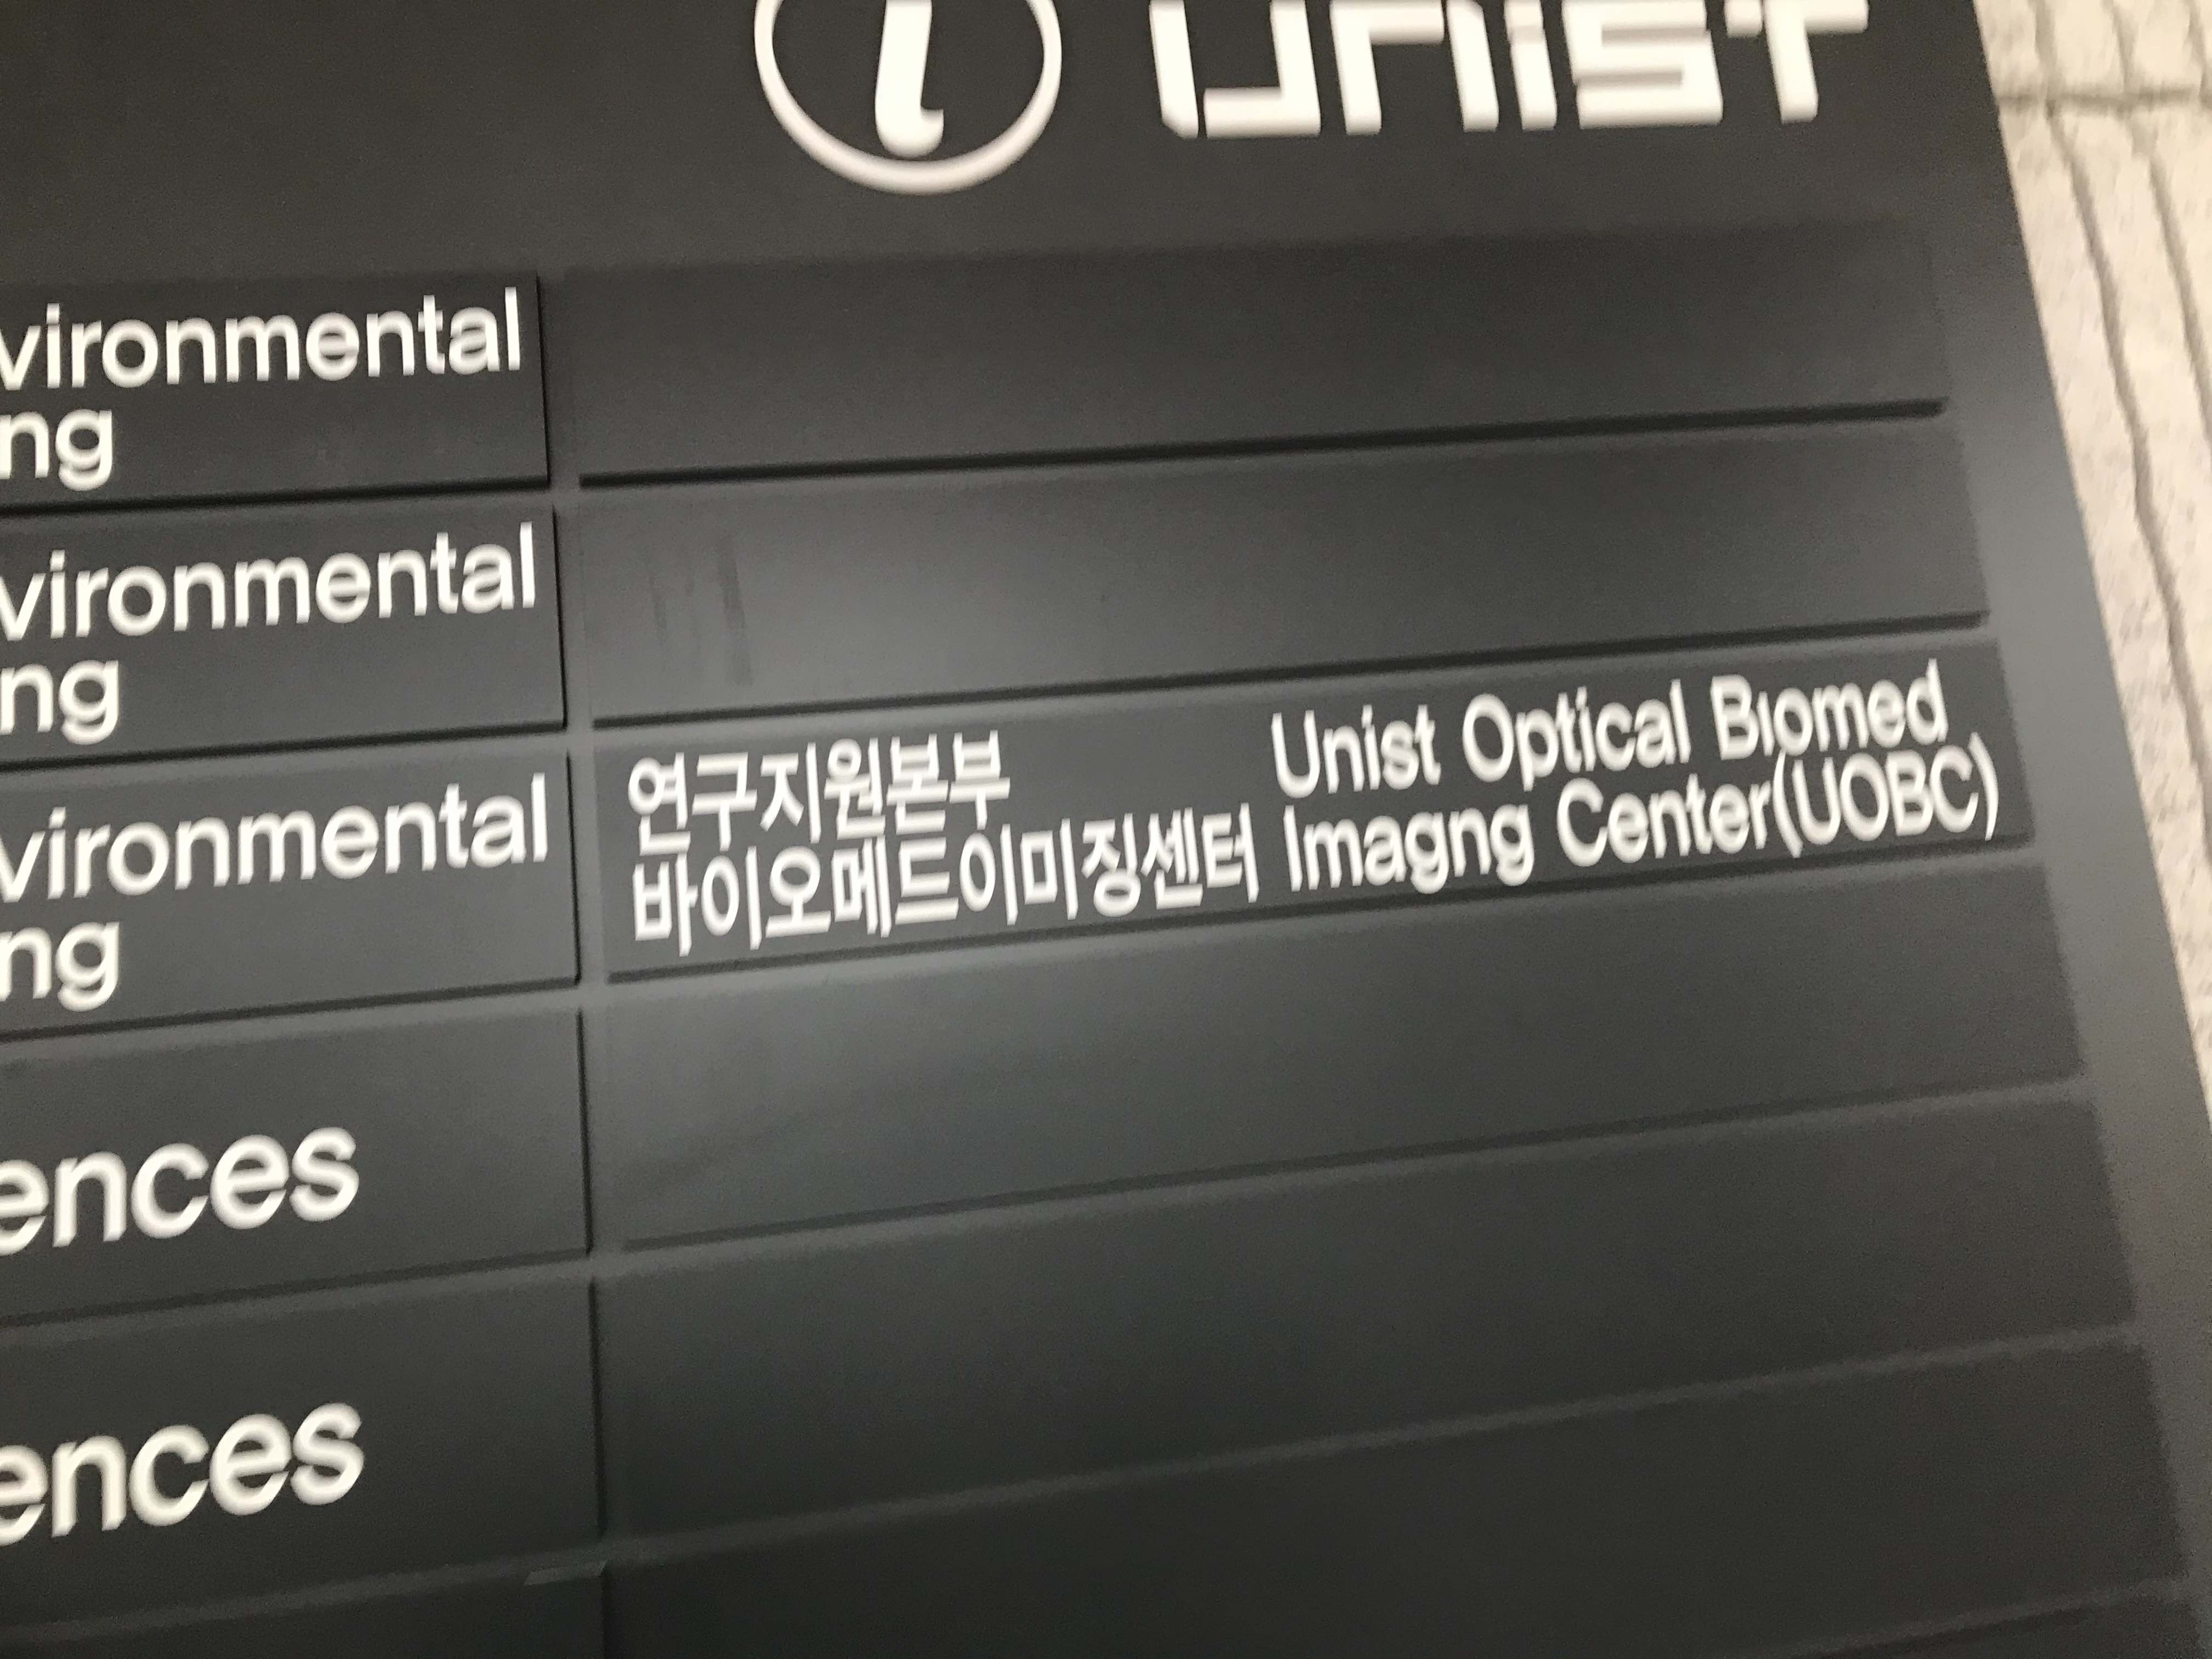 i UNIST
vironmental
ng
vironmental
ng
vironmental
ng
ences
ences
연구지원본부
바이오메드이미징센터
Unist Optical Biomed
Imagng Center(UOBC)